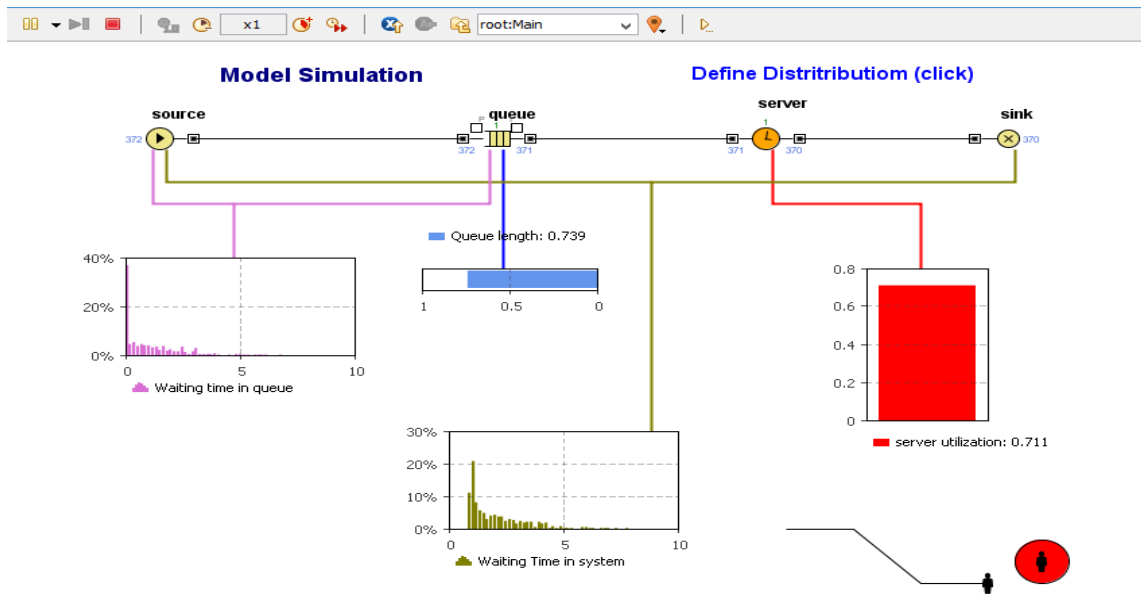 x1
root:Main
Model Simulation
Define Distritributiom (click)
source
queue
server
sink
372
372
1
371
371
1
370
370
Queue length: 0.739
1
0.5
0
40%
20%
0%
0
5
10
Waiting time in queue
0.8
0.6
0.4
0.2
0
server utilization: 0.711
30%
20%
10%
0%
0
5
10
Waiting Time in system